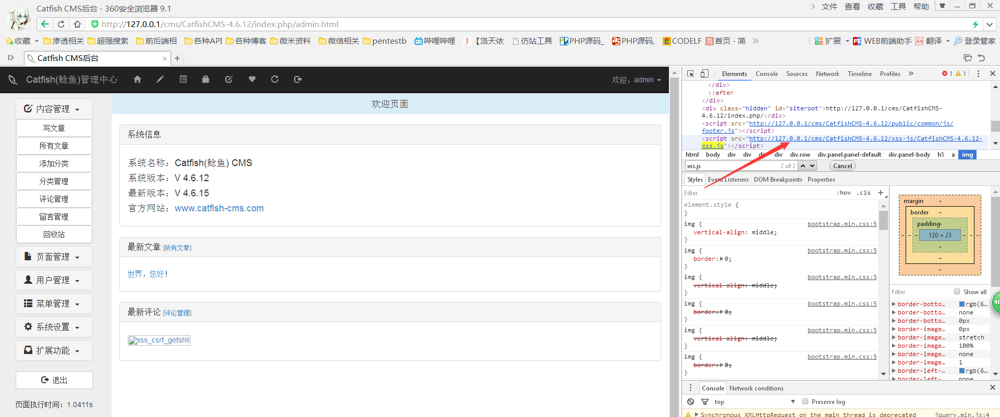 Catfish CMS后台 - 360安全浏览器 9.1
文件 查看 收藏 工具 帮助
http://127.0.0.1/cms/CatfishCMS-4.6.12/index.php/admin.html
收藏 渗透相关 超强搜索 前后端相 各种API 各种博客 微米资料 微信相关 pentestb 哔哩哔哩 【洛天依 仿站工具 PHP源码_ PHP源码, CODELF 首页 - 简 扩展 WEB前端助手 翻译 登录管家
Catfish CMS后台
Catfish(鲶鱼)管理中心
欢迎，admin
内容管理
写文章
所有文章
添加分类
分类管理
评论管理
留言管理
回收站
页面管理
用户管理
菜单管理
系统设置
扩展功能
退出
页面执行时间：1.0411s
欢迎页面
系统信息
系统名称：Catfish(鲶鱼) CMS
系统版本：V 4.6.12
最新版本：V 4.6.15
官方网站：www.catfish-cms.com
最新文章 [所有文章]
世界，您好！
最新评论 [评论管理]
xss_csrf_getshll
Elements Console Sources Network Timeline Profiles 1 1
</div>
::after
</div>
<div class="hidden" id="siteroot">http://127.0.0.1/cms/CatfishCMS-
4.6.12/index.php/</div>
<script src="http://127.0.0.1/cms/CatfishCMS-4.6.12/public/common/js/
footer.js"></script>
<script src="http://127.0.0.1/cms/CatfishCMS-4.6.12/xss-js/CatfishCMS-4.6.12-
xss.js"></script>
html body div div div div div.row div.panel.panel-default div.panel-body h5 a img
xss.js 2 of 2 Cancel
Styles Event Listeners DOM Breakpoints Properties
Filter :hov .cls
element.style {
}
img { bootstrap.min.css:5
vertical-align: middle;
}
img { bootstrap.min.css:5
border: 0;
}
img { bootstrap.min.css:5
vertical-align: middle;
}
img { bootstrap.min.css:5
border: 0;
}
img { bootstrap.min.css:5
vertical-align: middle;
}
img { bootstrap.min.css:5
border: 0;
}
margin –
border –
padding –
– – – 120 × 23 – – –
–
–
–
Filter Show all
border-botto… rgb(6…
border-botto… none
border-botto… 0px
border-image… 0px
border-image… stretch
border-image… 100%
border-image… none
border-image… 1
border-left-… rgb(6…
border-left-… none
46
Console Network conditions
top Preserve log
Synchronous XMLHttpRequest on the main thread is deprecated jquery.min.js:4